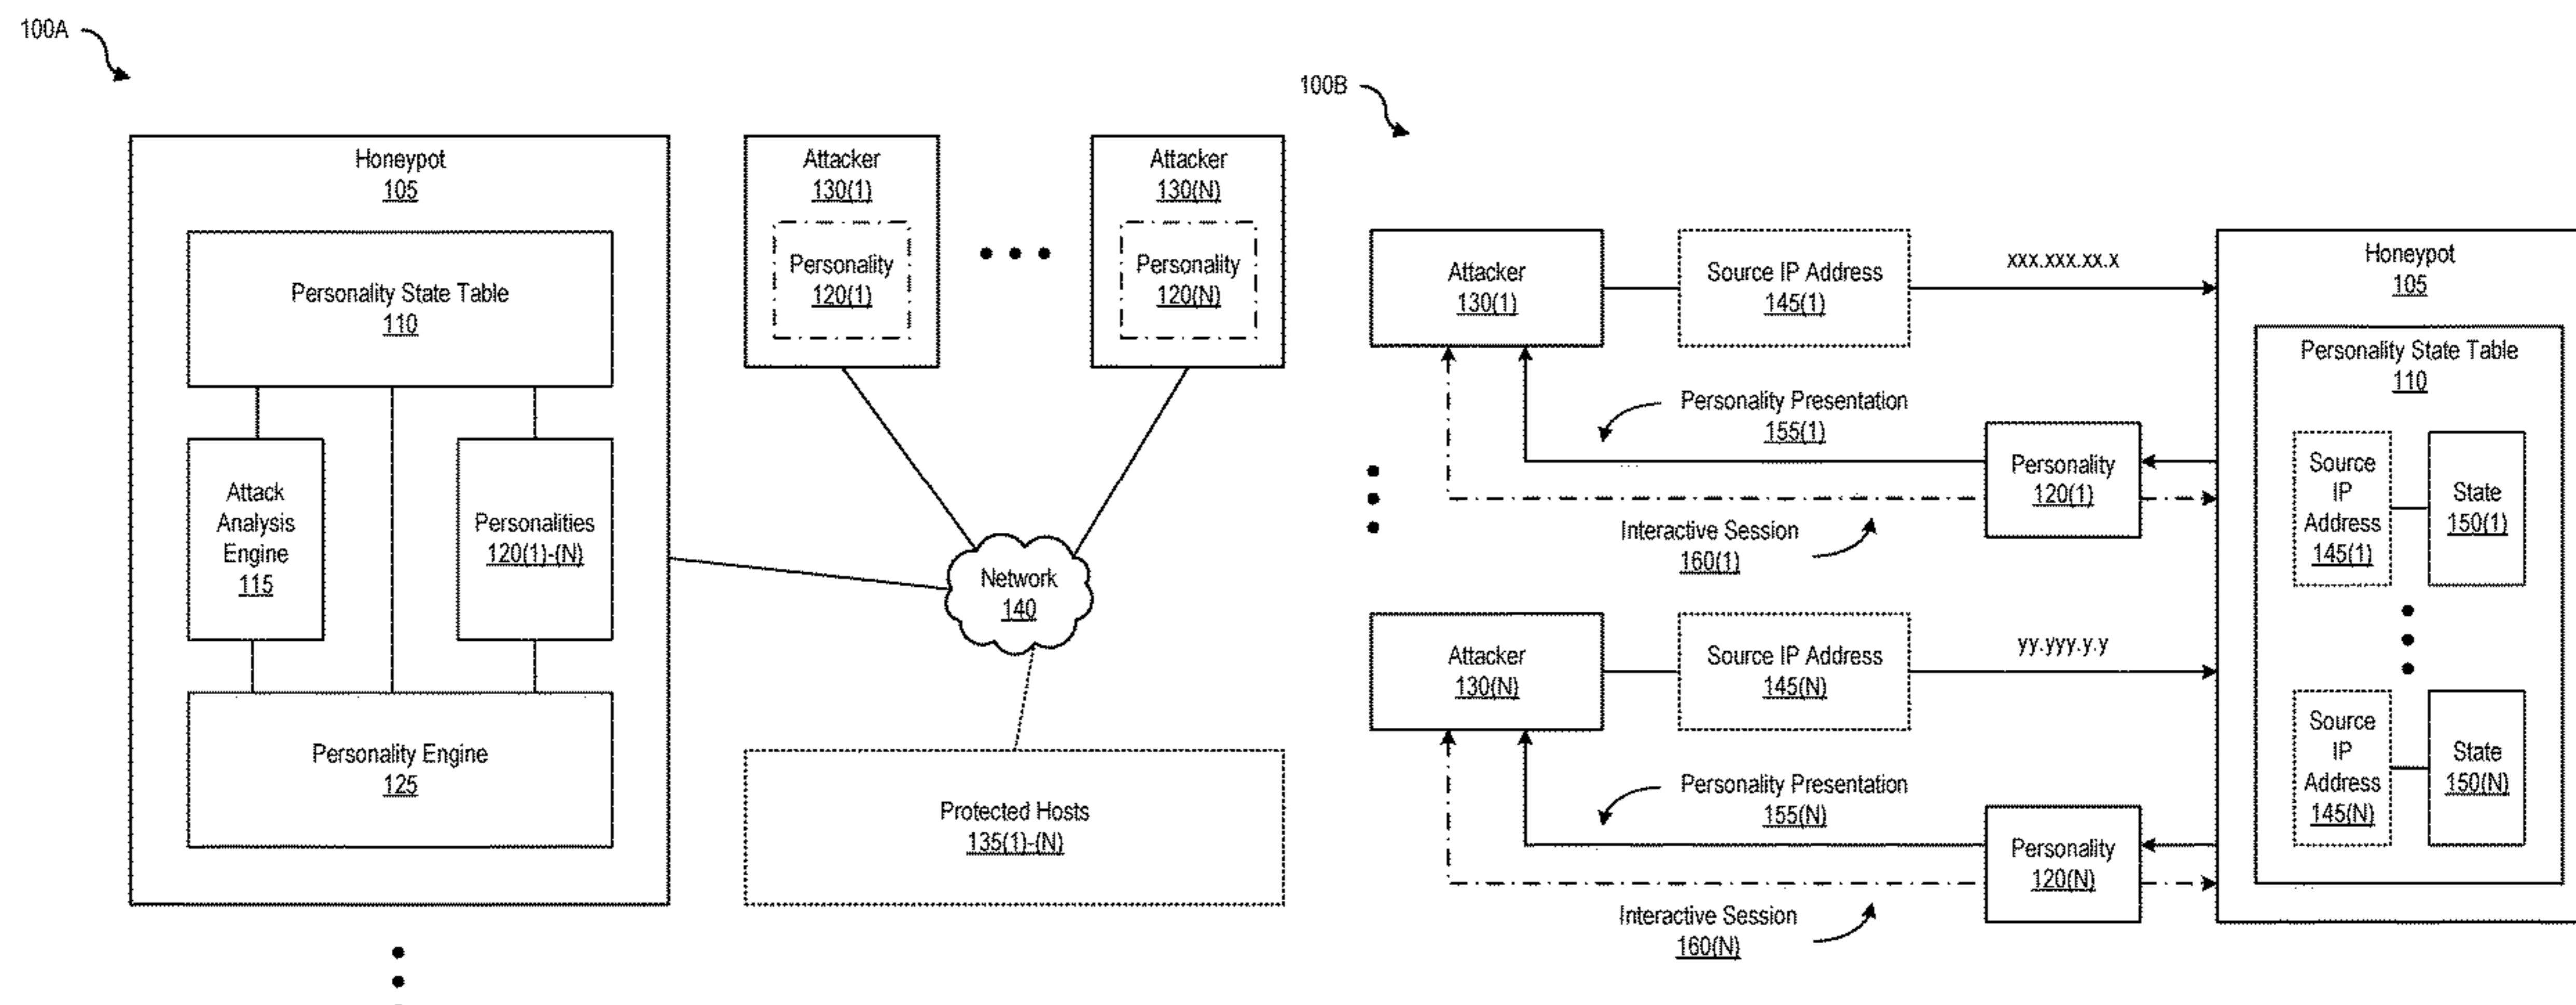 100A
Honeypot
105
Personality State Table
110
Attack
Analysis
Engine
115
Personalities
120(1)-(N)
Personality Engine
125
Attacker
130(1)
Personality
120(1)
Attacker
130(N)
Personality
120(N)
Network
140
Protected Hosts
135(1)-(N)
100B
Attacker
130(1)
Source IP Address
145(1)
xxx.xxx.xx.x
Personality Presentation
155(1)
Personality
120(1)
Interactive Session
160(1)
Attacker
130(N)
Source IP Address
145(N)
yy.yyy.y.y
Personality Presentation
155(N)
Personality
120(N)
Interactive Session
160(N)
Honeypot
105
Personality State Table
110
Source
IP
Address
145(1)
State
150(1)
Source
IP
Address
145(N)
State
150(N)